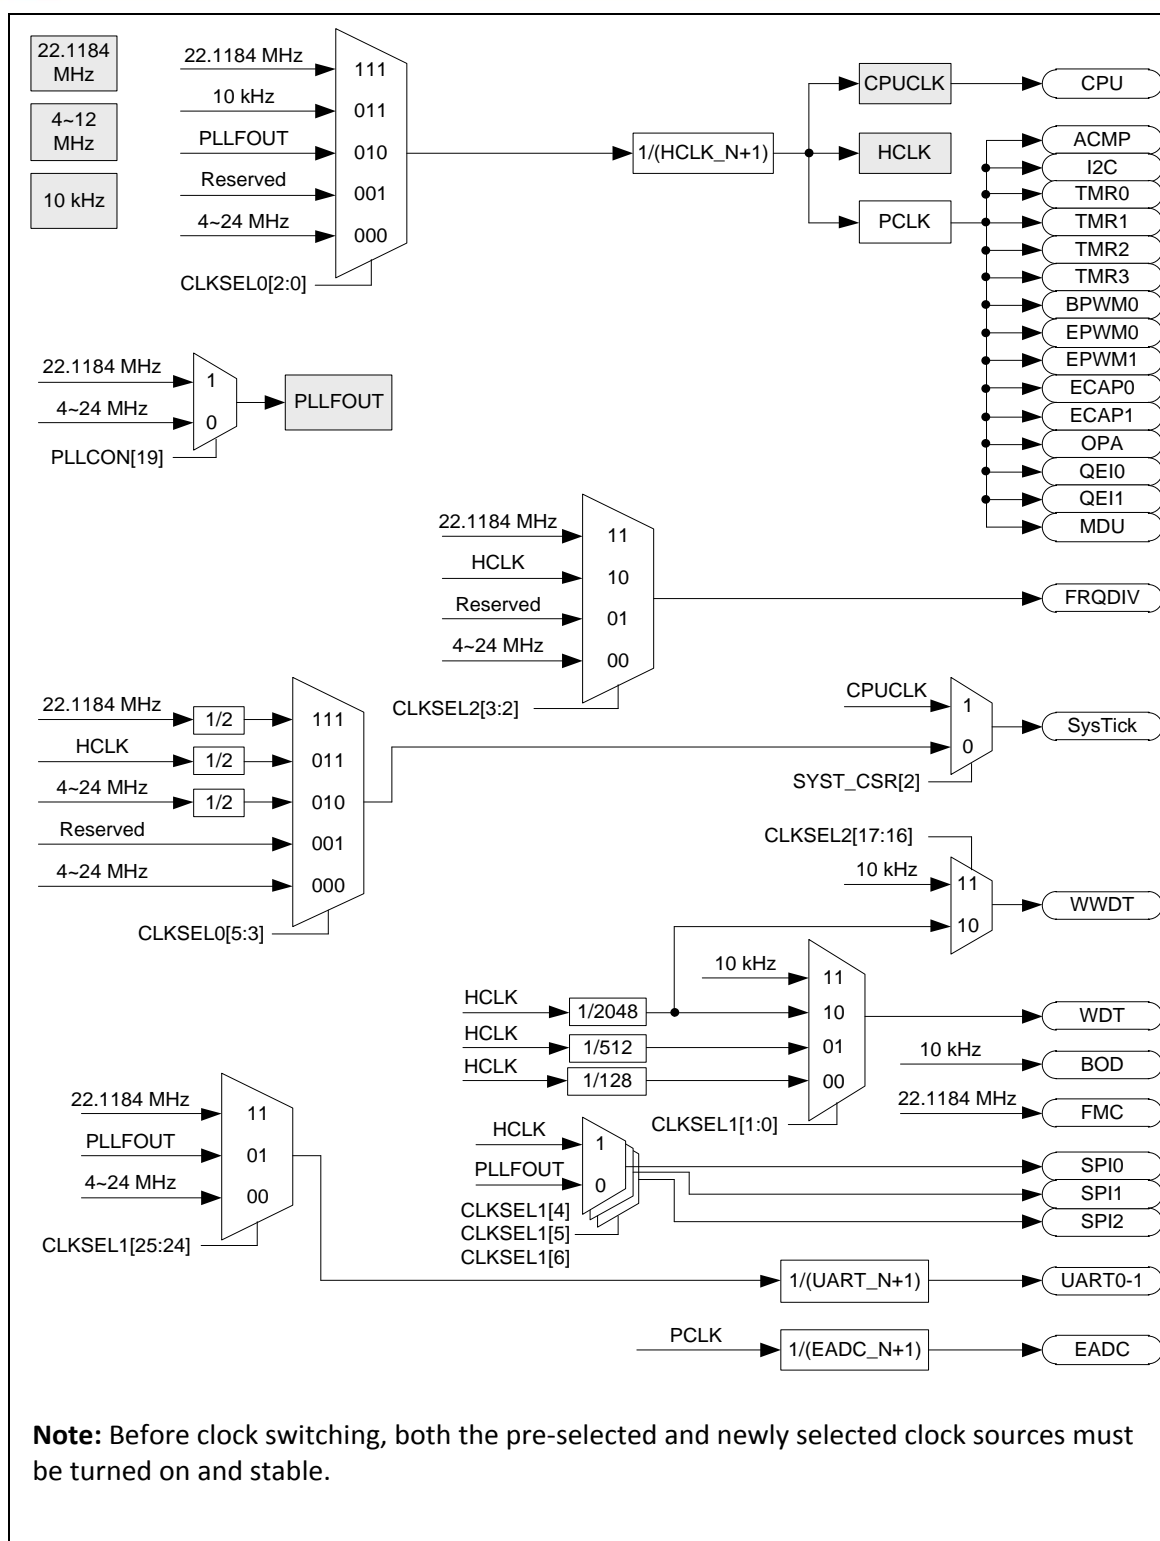 22.1184
MHz
4~12
MHz
10 kHz
22.1184 MHz
10 kHz
PLLFOUT
Reserved
4~24 MHz
111
011
010
001
000
CLKSEL0[2:0]
1/(HCLK_N+1)
CPUCLK
HCLK
PCLK
CPU
ACMP
I2C
TMR0
TMR1
TMR2
TMR3
BPWM0
EPWM0
EPWM1
ECAP0
ECAP1
OPA
QEI0
QEI1
MDU
22.1184 MHz
4~24 MHz
1
0
PLLCON[19]
PLLFOUT
22.1184 MHz
HCLK
Reserved
4~24 MHz
11
10
01
00
CLKSEL2[3:2]
FRQDIV
22.1184 MHz
HCLK
4~24 MHz
Reserved
4~24 MHz
1/2
1/2
1/2
111
011
010
001
000
CLKSEL0[5:3]
CPUCLK
1
0
SYST_CSR[2]
SysTick
CLKSEL2[17:16]
10 kHz
11
10
WWDT
10 kHz
HCLK
HCLK
HCLK
1/2048
1/512
1/128
11
10
01
00
CLKSEL1[1:0]
WDT
10 kHz
BOD
22.1184 MHz
FMC
22.1184 MHz
PLLFOUT
4~24 MHz
11
01
00
CLKSEL1[25:24]
HCLK
PLLFOUT
1
0
CLKSEL1[4]
CLKSEL1[5]
CLKSEL1[6]
SPI0
SPI1
SPI2
1/(UART_N+1)
UART0-1
PCLK
1/(EADC_N+1)
EADC
Note: Before clock switching, both the pre-selected and newly selected clock sources must
be turned on and stable.